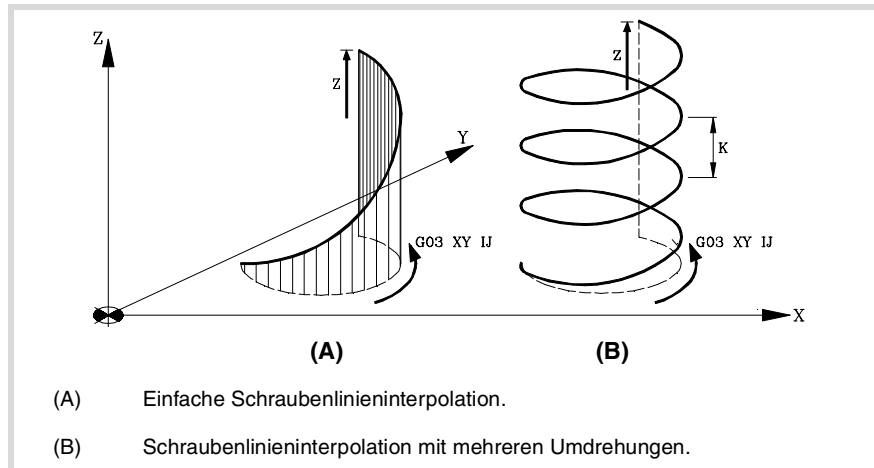 Z
Z
Z
Y
K
G03 XY IJ
G03 XY IJ
X
(A)
(B)
(A) Einfache Schraubenlinieninterpolation.
(B) Schraubenlinieninterpolation mit mehreren Umdrehungen.